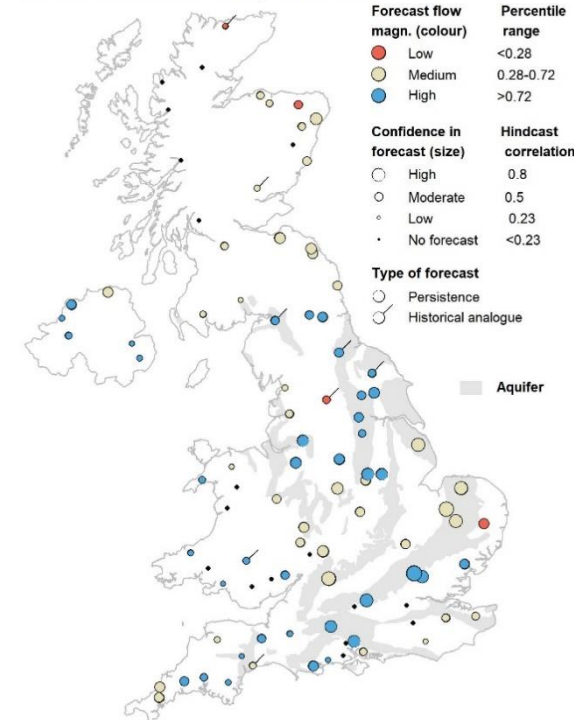 Forecast flow Percentile
magn. (colour) range
Low <0.28
Medium 0.28-0.72
High >0.72
Confidence in Hindcast
forecast (size) correlation
High 0.8
Moderate 0.5
Low 0.23
No forecast <0.23
Type of forecast
Persistence
Historical analogue
Aquifer